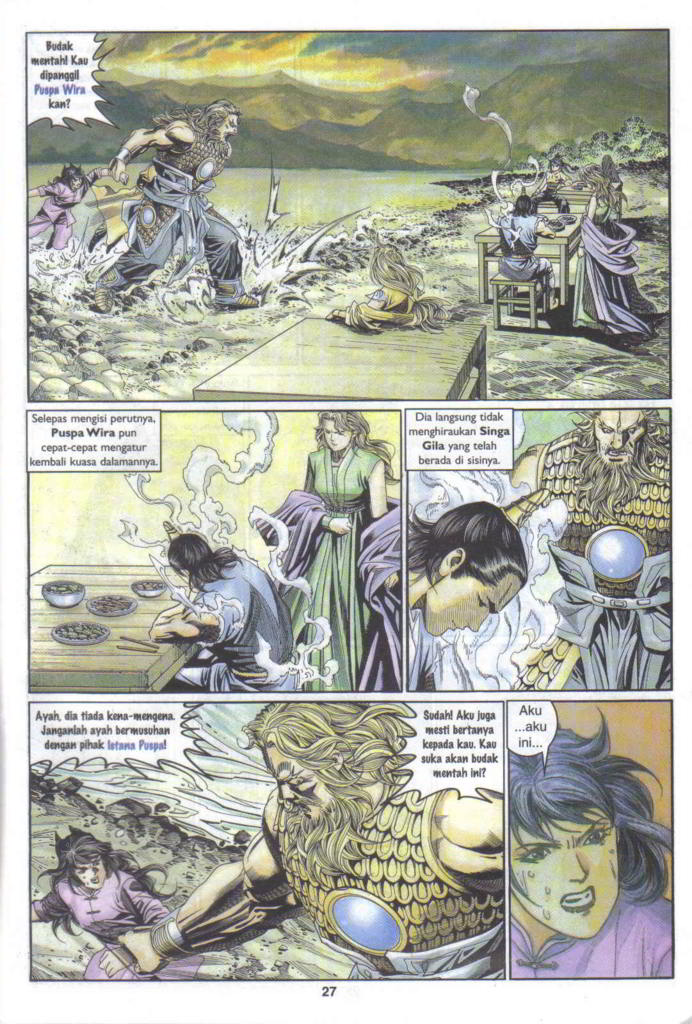 Budak
mentah! Kau
dipanggil
Puspa Wira
kan?
Selepas mengisi perutnya,
Puspa Wira pun
cepat-cepat mengatur
kembali kuasa dalamannya.
Dia langsung tidak
menghiraukan Singa
Gila yang telah
berada di sisinya.
Ayah, dia tiada kena-mengena.
Janganlah ayah bermusuhan
dengan pihak Istana Puspa!
Sudah! Aku juga
mesti bertanya
kepada kau. Kau
suka akan budak
mentah ini?
Aku
...aku
ini...
27